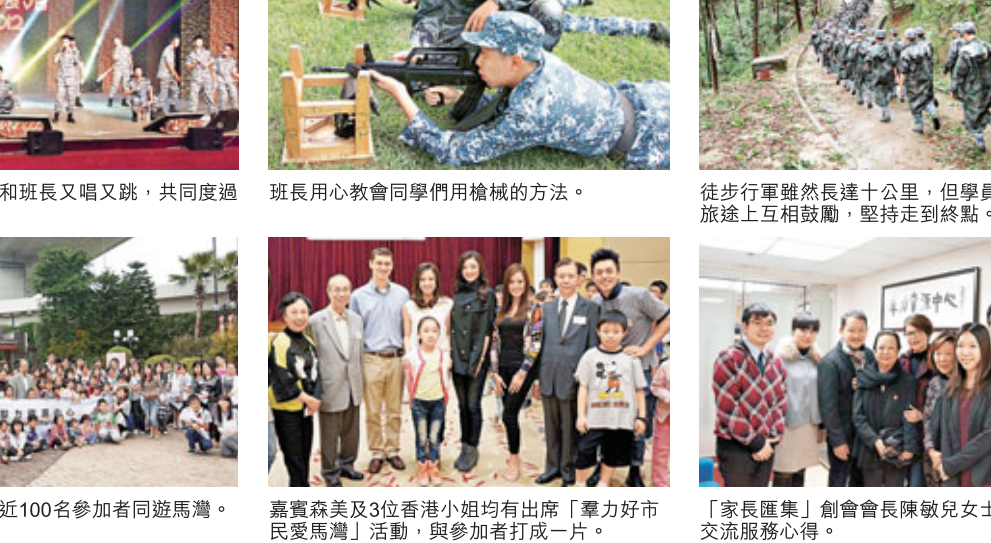 和班長又唱又跳，共同度過
班長用心教會同學們用槍械的方法。
徒步行軍雖然長達十公里，但學員
旅途上互相鼓勵，堅持走到終點。
近100名參加者同遊馬灣。
嘉賓森美及3位香港小姐均有出席「羣力好市
民愛馬灣」活動，與參加者打成一片。
「家長匯集」創會會長陳敏兒女士
交流服務心得。